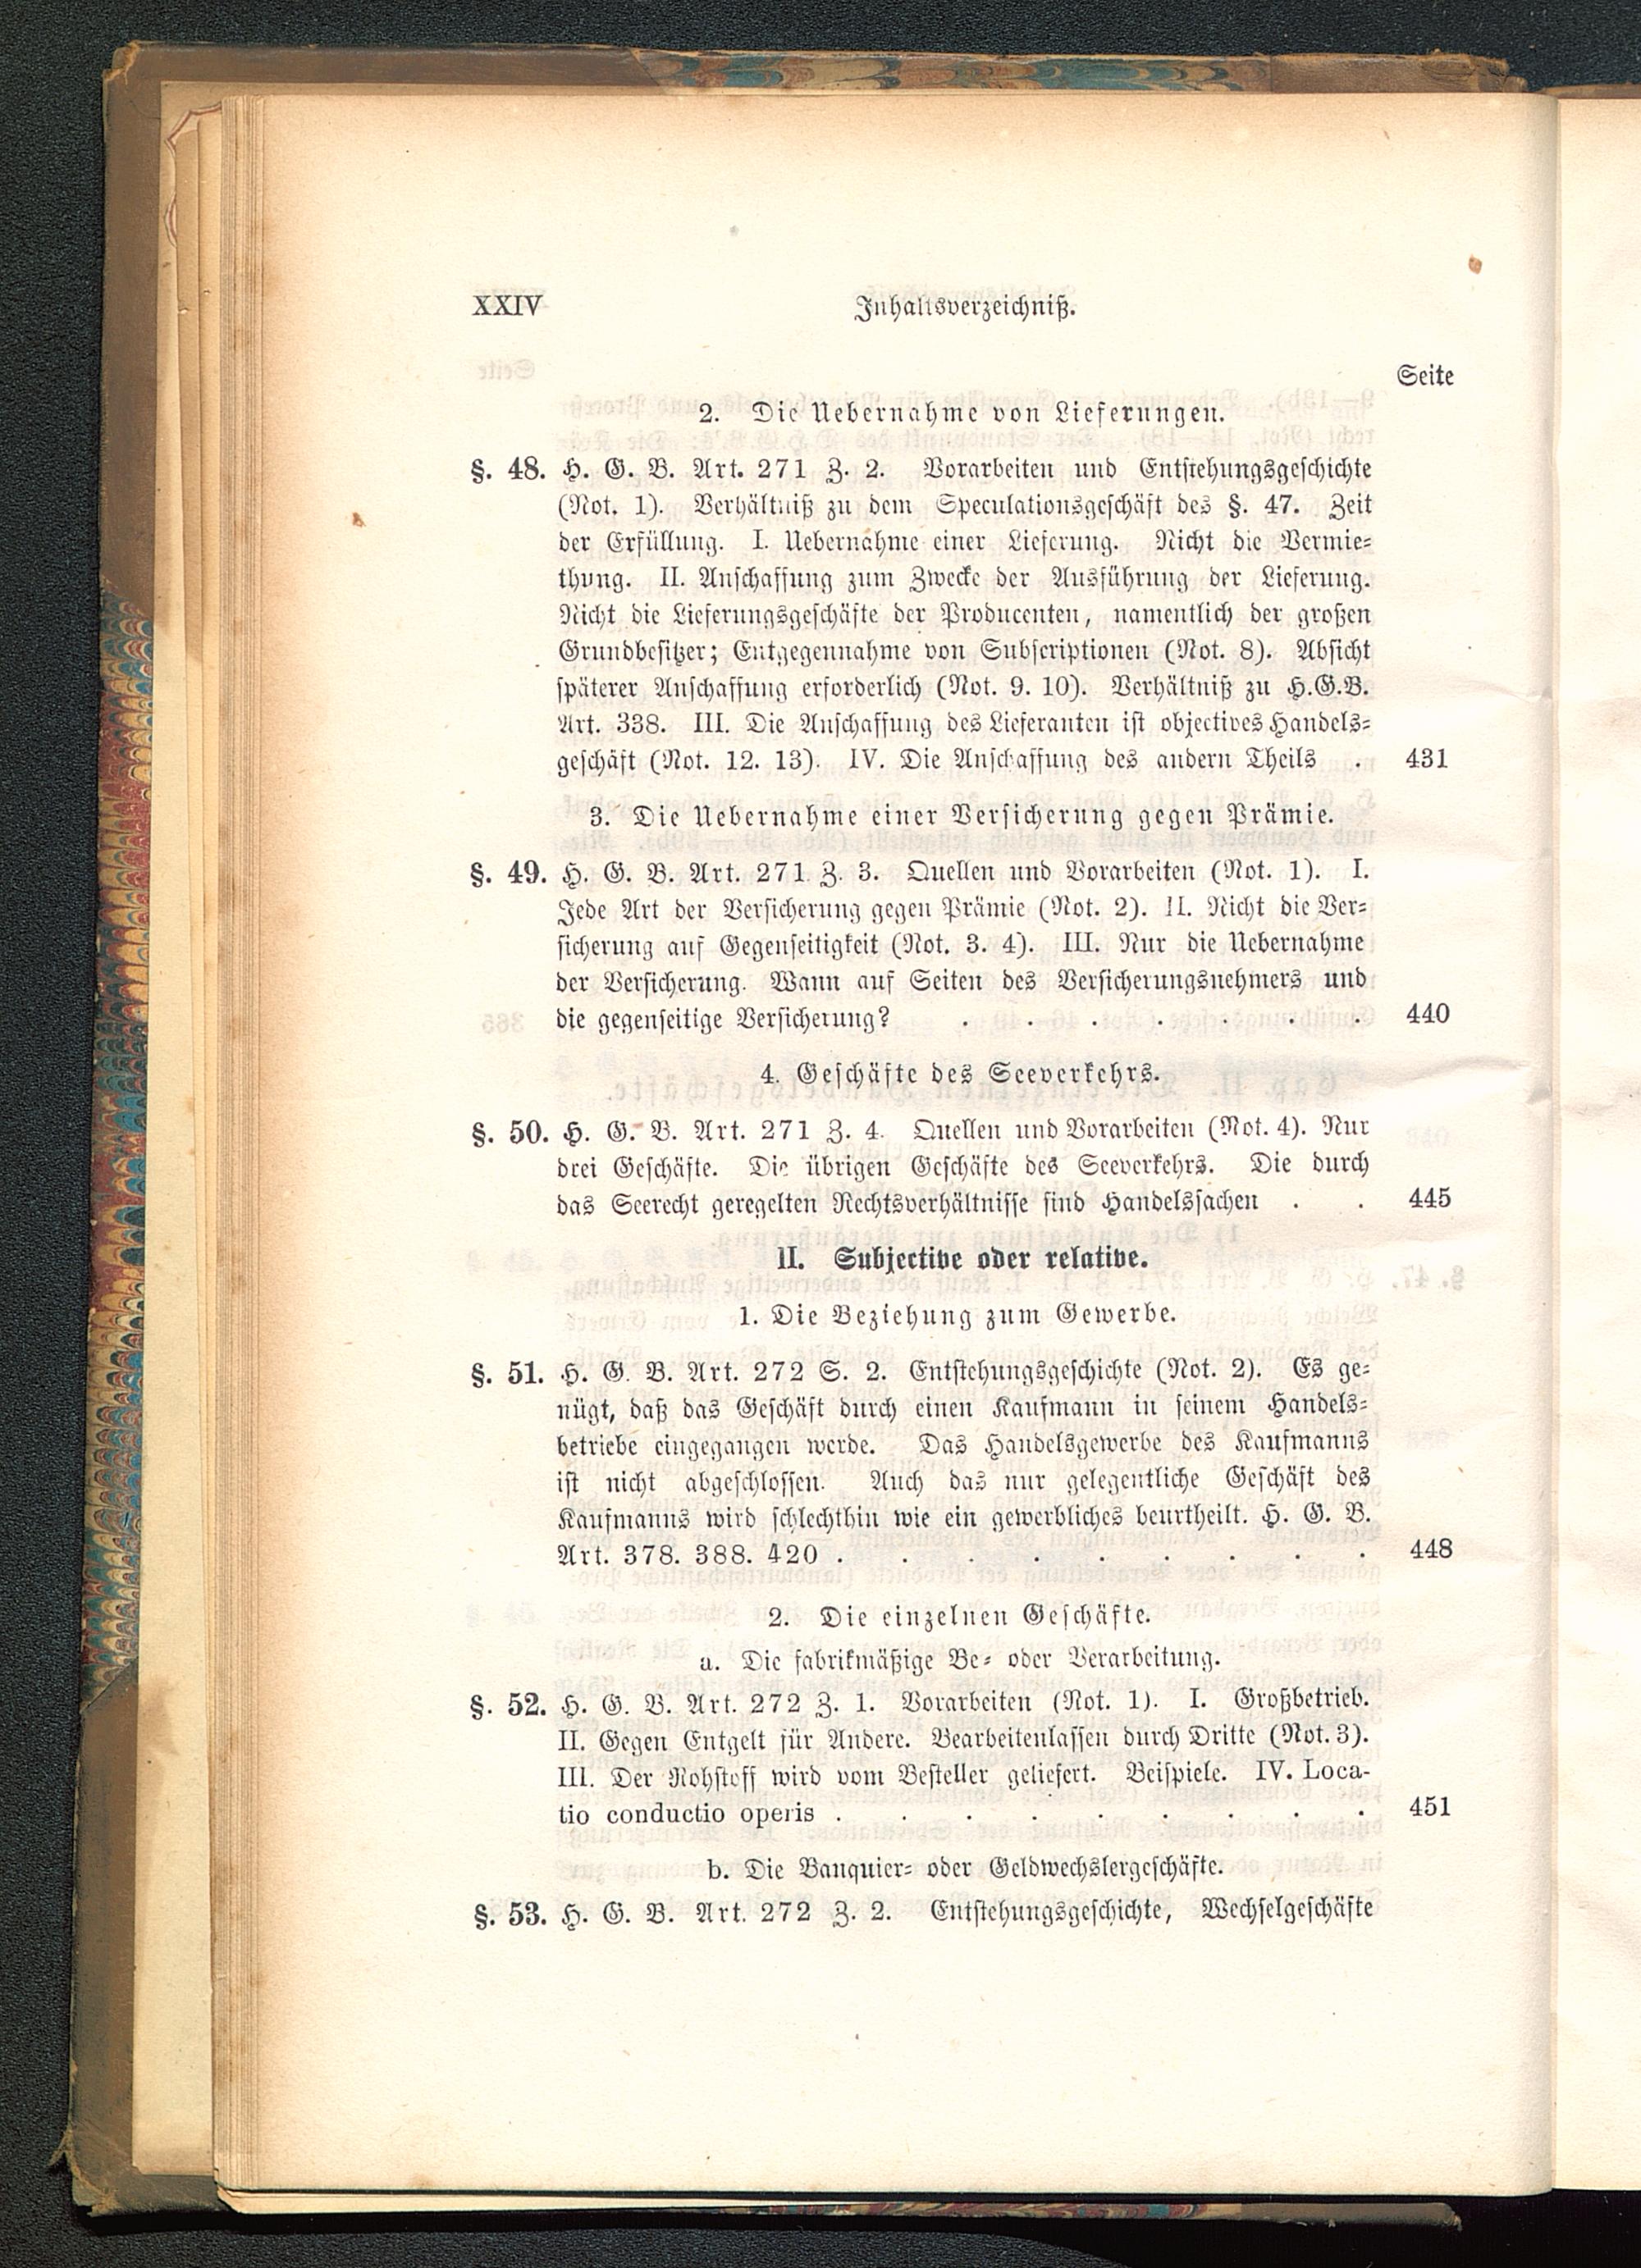 XXIV
Inhaltsverzeichniß.
Seite
2. Die Uebernahme von Lieferungen.
§. 48. H. G. B. Art. 271 Z. 2. Vorarbeiten und Entstehungsgeschichte
(Not. 1). Verhältniß zu dem Speculationsgeschäft des §. 47. Zeit
der Erfüllung. I. Uebernahme einer Lieferung. Nicht die Vermie-
thung. II. Anschaffung zum Zwecke der Ausführung der Lieferung.
Nicht die Lieferungsgeschäfte der Producenten, namentlich der großen
Grundbesitzer; Entgegennahme von Subscriptionen (Not. 8). Absicht
späterer Anschaffung erforderlich (Not. 9. 10). Verhältniß zu H.G.B.
Art. 338. III. Die Anschaffung des Lieferanten ist objectives Handels-
geschäft (Not. 12. 13). IV. Die Anschaffung des andern Theils . 431
3. Die Uebernahme einer Versicherung gegen Prämie.
§. 49. H. G. B. Art. 271 Z. 3. Quellen und Vorarbeiten (Not. 1). I.
Jede Art der Versicherung gegen Prämie (Not. 2). II. Nicht die Ver-
sicherung auf Gegenseitigkeit (Not. 3. 4). III. Nur die Uebernahme
der Versicherung. Wann auf Seiten des Versicherungsnehmers und
die gegenseitige Versicherung? . . . . . . . 440
4. Geschäfte des Seeverkehrs.
§. 50. H. G. B. Art. 271 Z. 4. Quellen und Vorarbeiten (Not. 4). Nur
drei Geschäfte. Die übrigen Geschäfte des Seeverkehrs. Die durch
das Seerecht geregelten Rechtsverhältnisse sind Handelssachen . . 445
II. Subjective oder relative.
1. Die Beziehung zum Gewerbe.
§. 51. H. G. B. Art. 272 S. 2. Entstehungsgeschichte (Not. 2). Es ge-
nügt, daß das Geschäft durch einen Kaufmann in seinem Handels-
betriebe eingegangen werde. Das Handelsgewerbe des Kaufmanns
ist nicht abgeschlossen. Auch das nur gelegentliche Geschäft des
Kaufmanns wird schlechthin wie ein gewerbliches beurtheilt. H. G. B.
Art. 378. 388. 420 . . . . . . . . . 448
2. Die einzelnen Geschäfte.
a. Die fabrikmäßige Be- oder Verarbeitung.
§. 52. H. G. B. Art. 272 Z. 1. Vorarbeiten (Not. 1). I. Großbetrieb.
II. Gegen Entgelt für Andere. Bearbeitenlassen durch Dritte (Not. 3).
III. Der Rohstoff wird vom Besteller geliefert. Beispiele. IV. Loca-
tio conductio operis . . . . . . . . . 451
b. Die Banquier- oder Geldwechslergeschäfte.
§. 53. H. G. B. Art. 272 Z. 2. Entstehungsgeschichte, Wechselgeschäfte